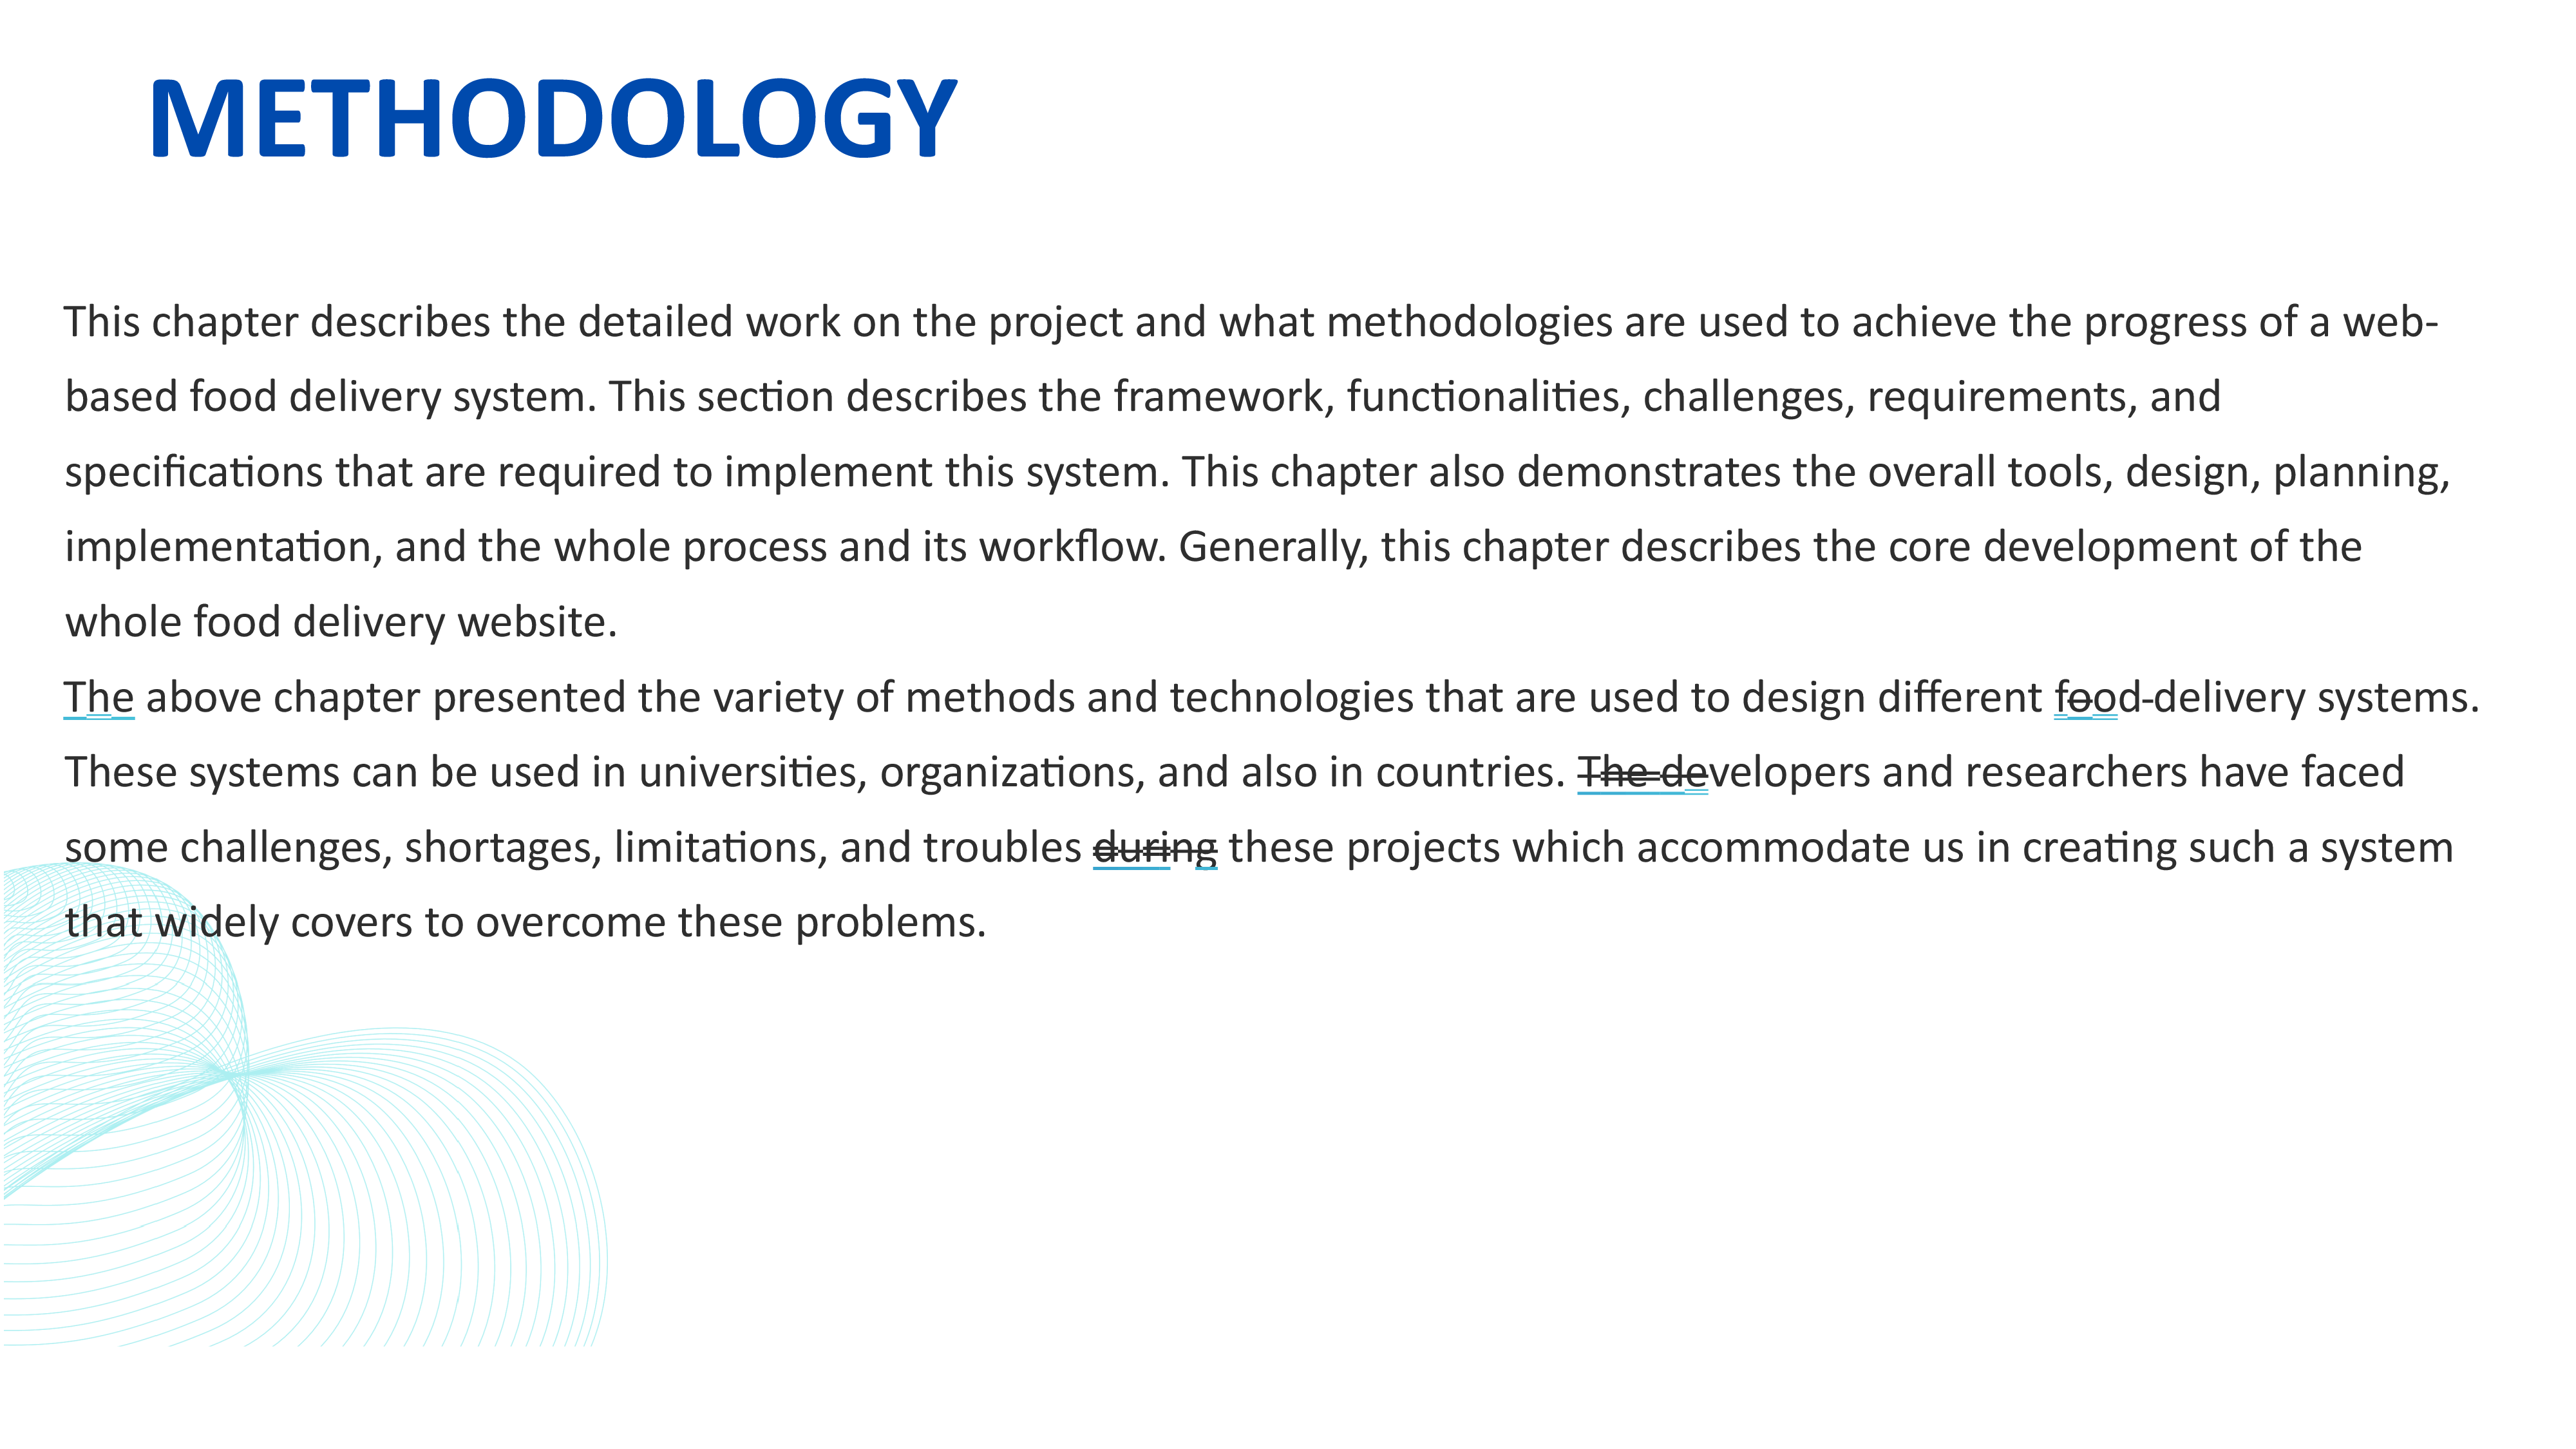 METHODOLOGY
This chapter describes the detailed work on the project and what methodologies are used to achieve the progress of a web-
based food delivery system. This section describes the framework, functionalities, challenges, requirements, and
specifications that are required to implement this system. This chapter also demonstrates the overall tools, design, planning,
implementation, and the whole process and its workflow. Generally, this chapter describes the core development of the
whole food delivery website.
The above chapter presented the variety of methods and technologies that are used to design different food-delivery systems.
These systems can be used in universities, organizations, and also in countries. The developers and researchers have faced
some challenges, shortages, limitations, and troubles during these projects which accommodate us in creating such a system
that widely covers to overcome these problems.